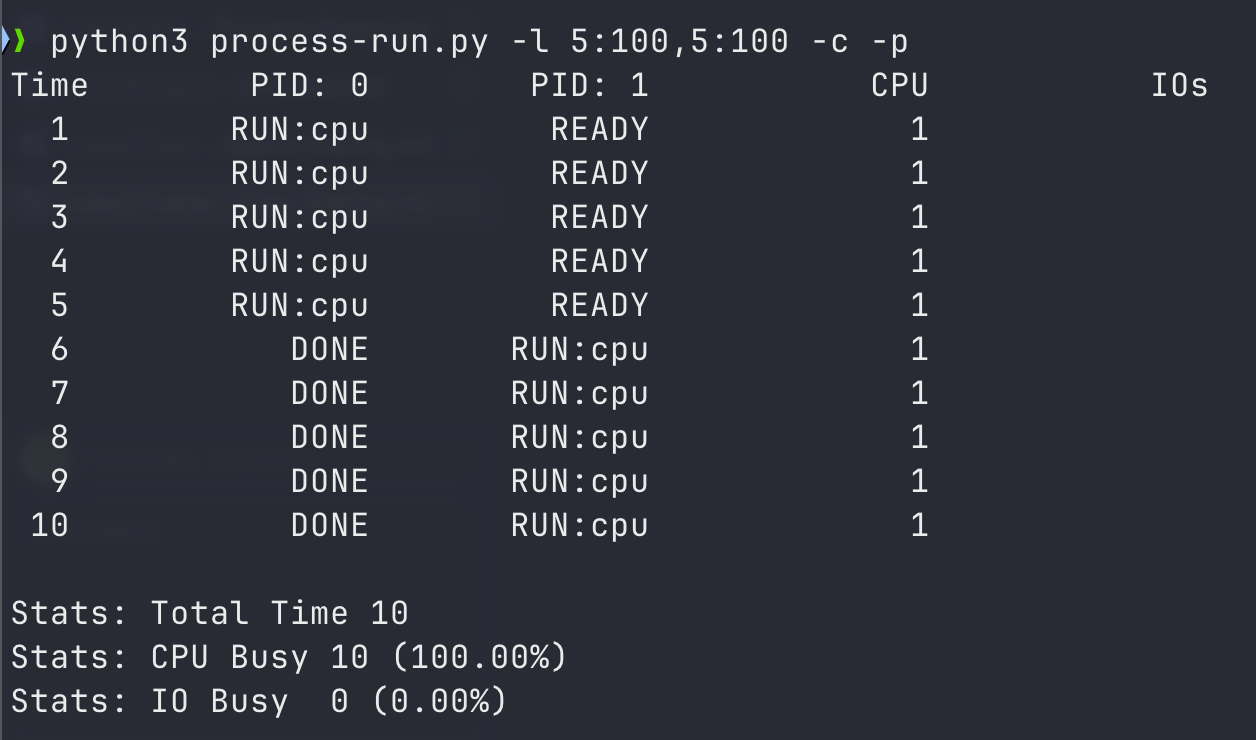 ❯ python3 process-run.py -l 5:100,5:100 -c -p
Time        PID: 0        PID: 1           CPU           IOs
  1        RUN:cpu         READY             1
  2        RUN:cpu         READY             1
  3        RUN:cpu         READY             1
  4        RUN:cpu         READY             1
  5        RUN:cpu         READY             1
  6           DONE       RUN:cpu             1
  7           DONE       RUN:cpu             1
  8           DONE       RUN:cpu             1
  9           DONE       RUN:cpu             1
 10           DONE       RUN:cpu             1
Stats: Total Time 10
Stats: CPU Busy 10 (100.00%)
Stats: IO Busy  0 (0.00%)